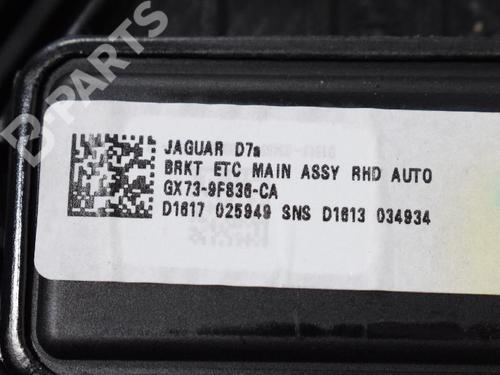 D-PARTS
JAGUAR D7a
BRKT ETC MAIN ASSY RHD AUTO
GX73-9F836-CA
D1617 025949 SNS D1613 034934